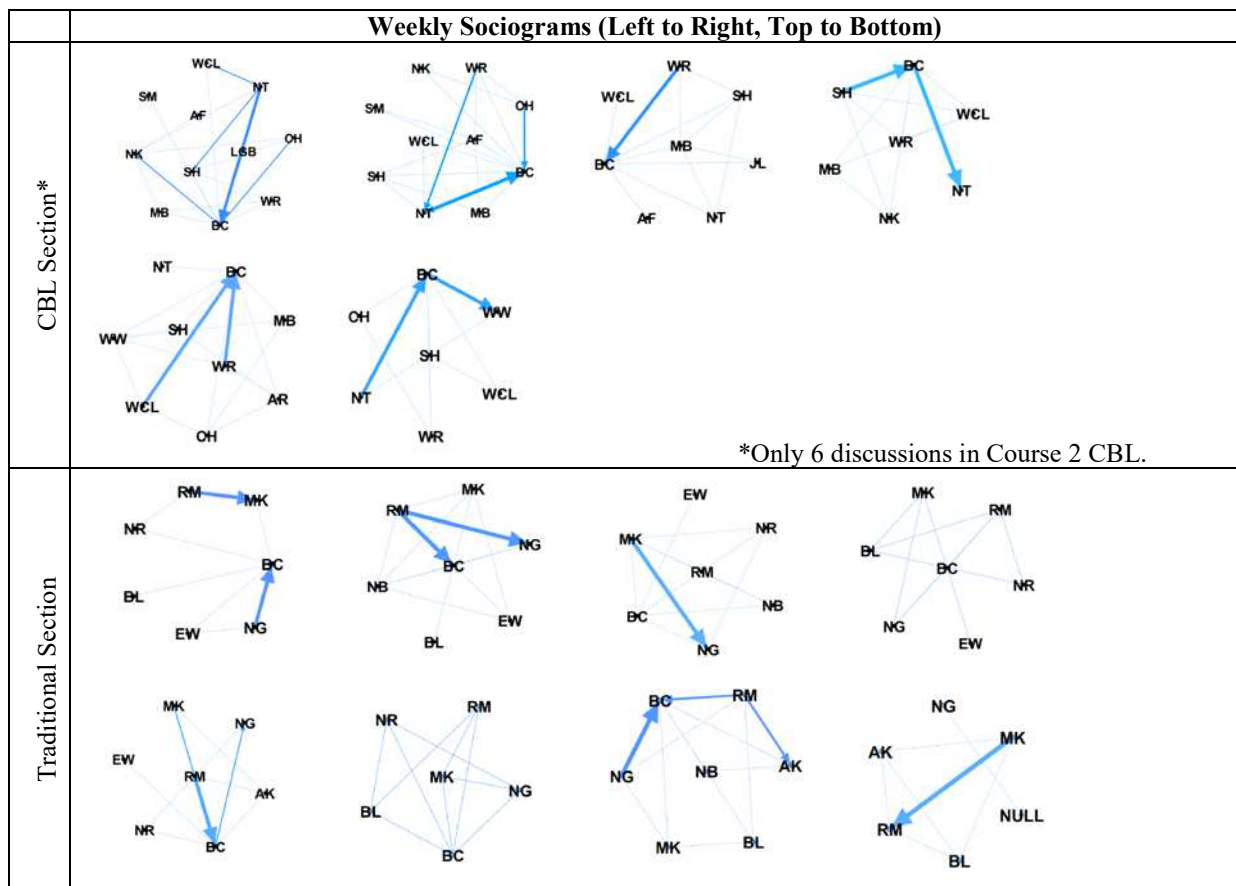 Weekly Sociograms (Left to Right, Top to Bottom)
CBL Section*
WCL
NT
SM
AF
OH
NK
LGB
SH
MB
WR
BC
NK
WR
SM
OH
WCL
AF
BC
SH
NT
MB
WR
WCL
SH
MB
BC
JL
AF
NT
BC
SH
WCL
WR
MB
NT
NK
NT
BC
SH
MB
WW
WR
WCL
AR
OH
BC
OH
WW
SH
NT
WCL
WR
*Only 6 discussions in Course 2 CBL.
Traditional Section
RM
MK
NR
BC
BL
EW
NG
MK
RM
NG
BC
NB
EW
BL
EW
MK
NR
RM
BC
NB
NG
MK
RM
BL
BC
NR
NG
EW
MK
NG
EW
RM
AK
NR
BC
RM
NR
MK
NG
BL
BC
BC
RM
NG
NB
AK
MK
BL
NG
MK
AK
RM
NULL
BL